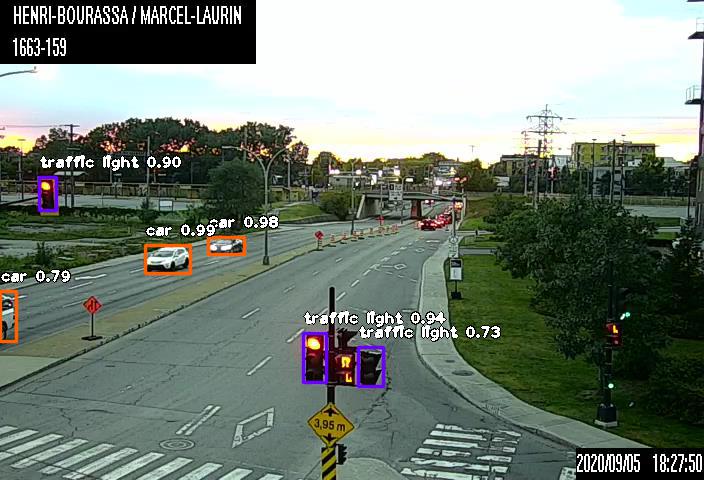 HENRI-BOURASSA / MARCEL-LAURIN
1663-159
traffic light 0.90
car 0.99
car 0.98
car 0.79
traffic light 0.94
traffic light 0.73
3,95 m
2020/09/05 18:27:50